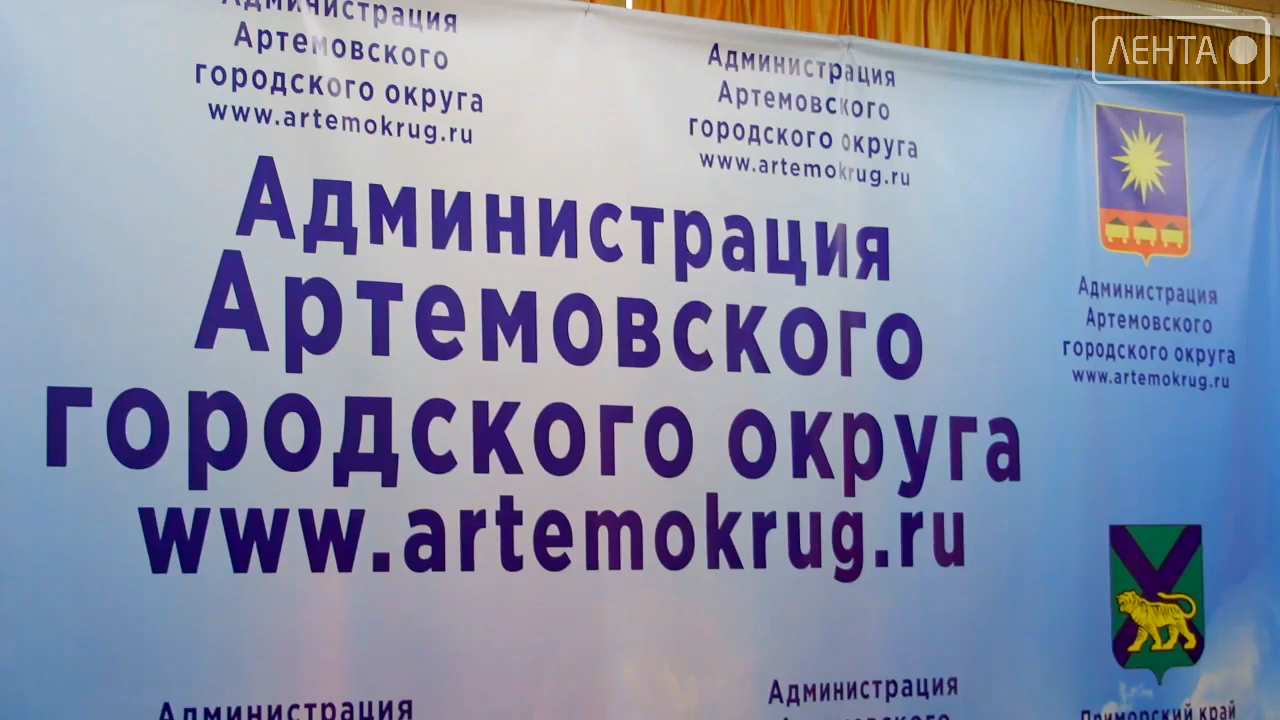 Администрация
Артемовского
городского округа
www.artemokrug.ru
Администрация
Артемовского
городского округа
www.artemokrug.ru
ЛЕНТА
Администрация
Артемовского
городского округа
www.artemokrug.ru
Администрация
Артемовского
городского округа
www.artemokrug.ru
Администрация
Администрация
Артемовского
Приморский край